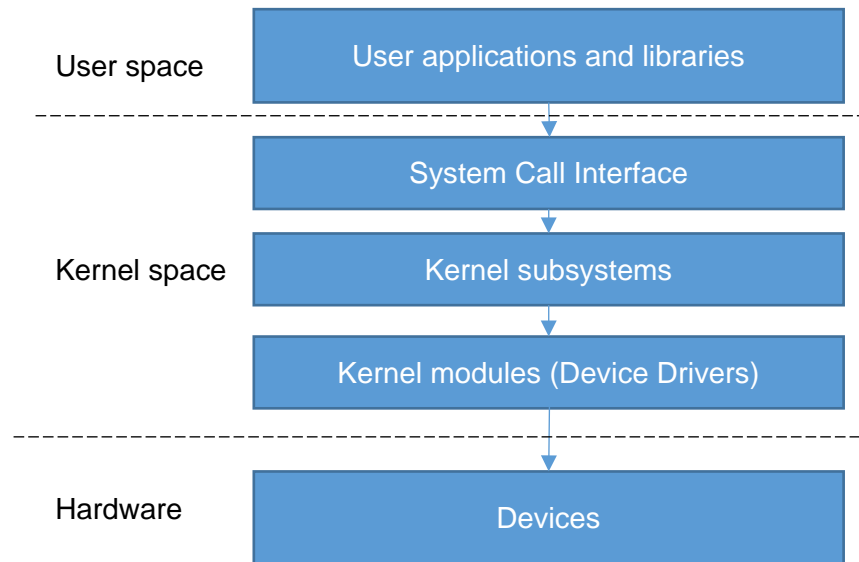 User space
User applications and libraries
System Call Interface
Kernel space
Kernel subsystems
Kernel modules (Device Drivers)
Hardware
Devices